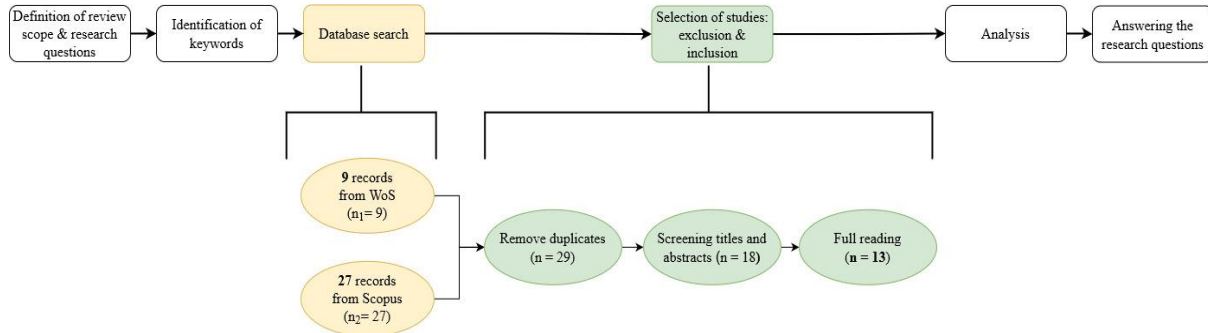 Definition of review
scope & research
questions
Identification of
keywords
Database search
Selection of studies:
exclusion &
inclusion
Analysis
Answering the
research questions
9 records
from WoS
(n₁= 9)
27 records
from Scopus
(n₂= 27)
Remove duplicates
(n = 29)
Screening titles and
abstracts (n = 18)
Full reading
(n = 13)